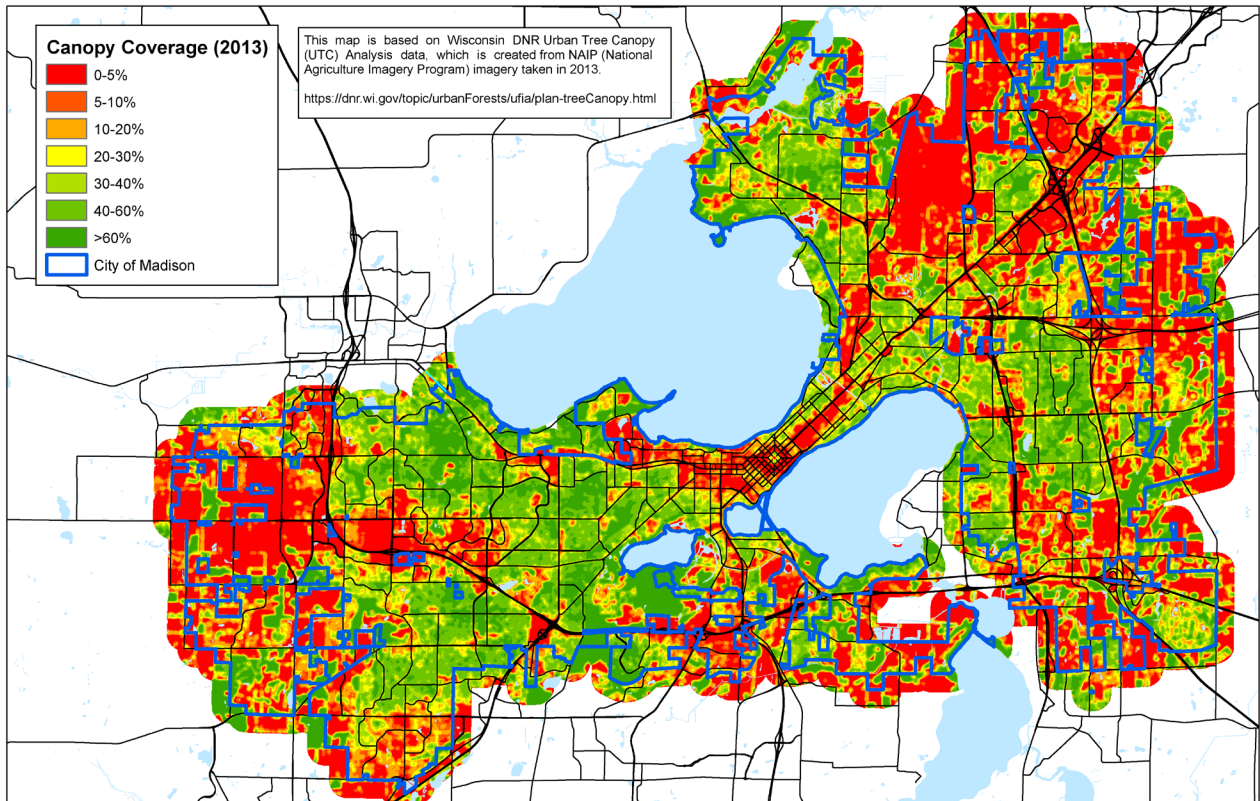 Canopy Coverage (2013)
0-5%
5-10%
10-20%
20-30%
30-40%
40-60%
>60%
City of Madison
This map is based on Wisconsin DNR Urban Tree Canopy
(UTC) Analysis data, which is created from NAIP (National
Agriculture Imagery Program) imagery taken in 2013.
https://dnr.wi.gov/topic/urbanForests/ufia/plan-treeCanopy.html